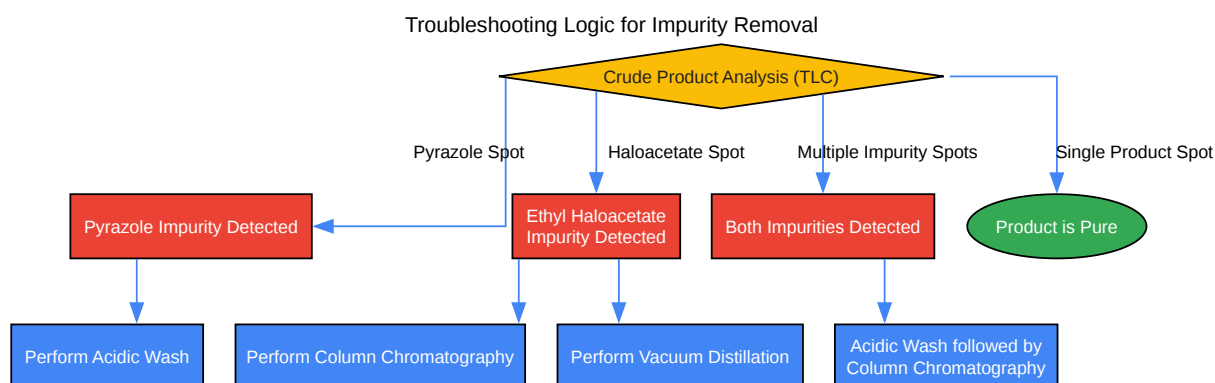 Troubleshooting Logic for Impurity Removal
Crude Product Analysis (TLC)
Pyrazole Spot
Haloacetate Spot
Multiple Impurity Spots
Single Product Spot
Pyrazole Impurity Detected
Ethyl Haloacetate
Impurity Detected
Both Impurities Detected
Product is Pure
Perform Acidic Wash
Perform Column Chromatography
Perform Vacuum Distillation
Acidic Wash followed by
Column Chromatography